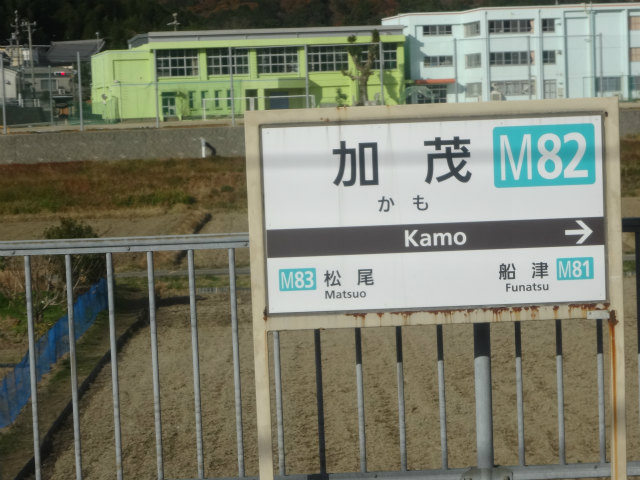 加茂 M82
かも
Kamo →
M83 松尾 船津 M81
Matsuo Funatsu